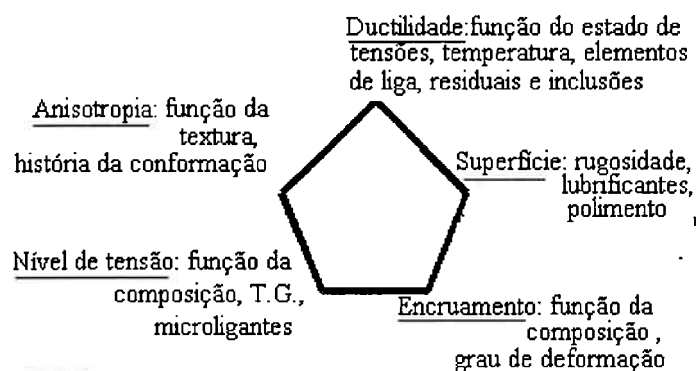 Ductilidade:função do estado de
tensões, temperatura, elementos
de liga, residuais e inclusões
Anisotropia: função da
textura,
história da conformação
Superfície: rugosidade,
lubrificantes,
polimento
Nível de tensão: função da
composição, T.G.,
microligantes
Encruamento: função da
composição ,
grau de deformação